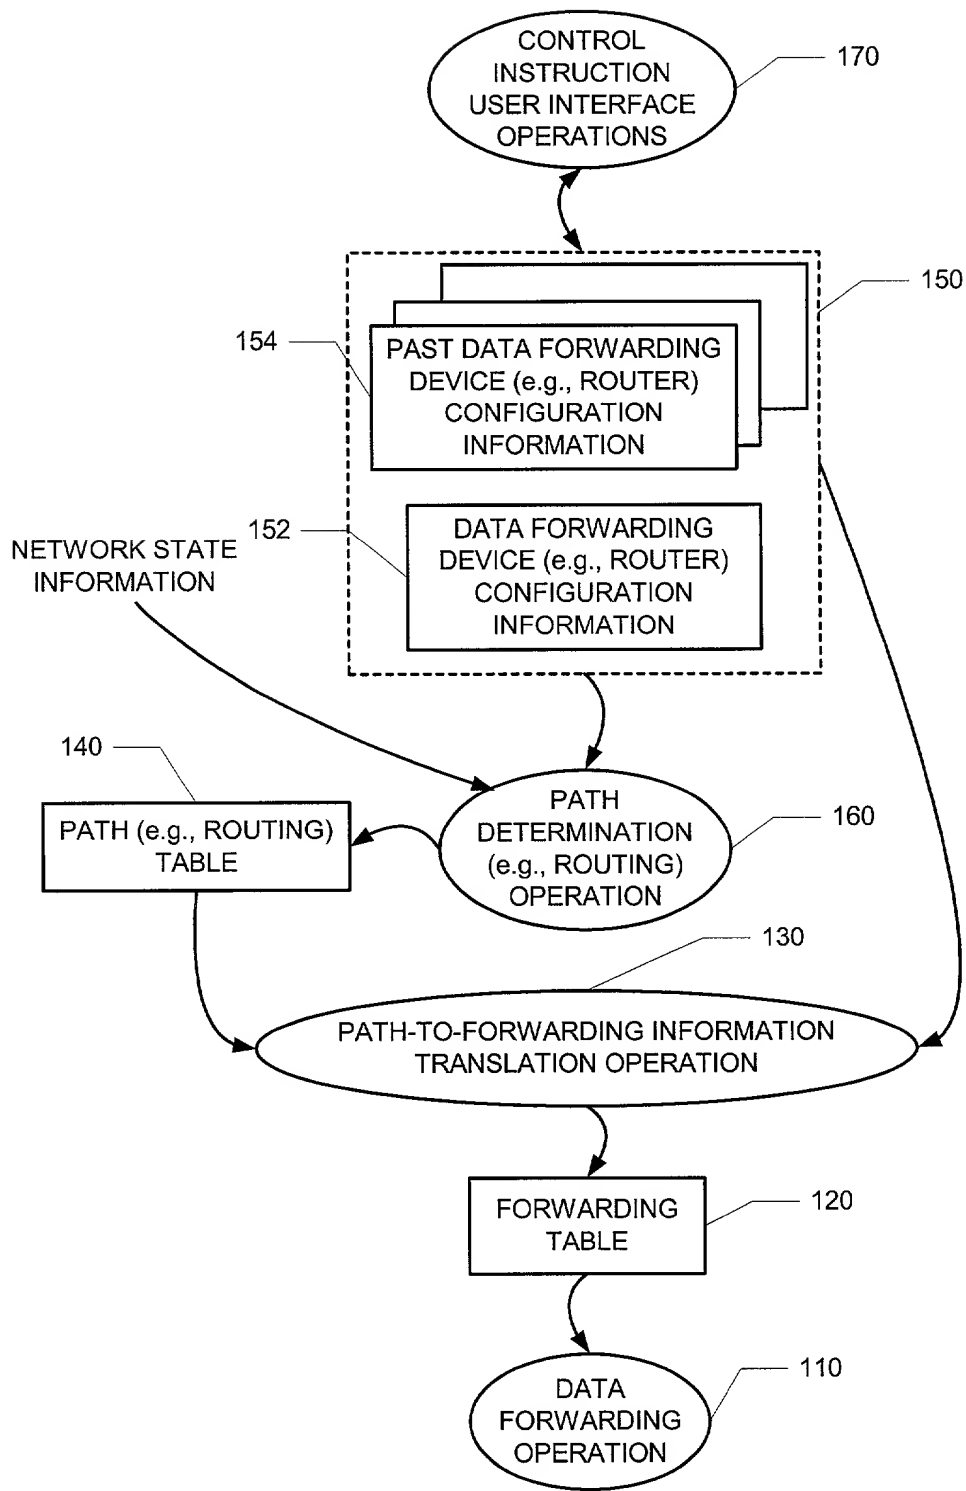 CONTROL
INSTRUCTION
USER INTERFACE
OPERATIONS
170
150
154
PAST DATA FORWARDING
DEVICE (e.g., ROUTER)
CONFIGURATION
INFORMATION
152
DATA FORWARDING
DEVICE (e.g., ROUTER)
CONFIGURATION
INFORMATION
NETWORK STATE
INFORMATION
140
PATH (e.g., ROUTING)
TABLE
PATH
DETERMINATION
(e.g., ROUTING)
OPERATION
160
130
PATH-TO-FORWARDING INFORMATION
TRANSLATION OPERATION
FORWARDING
TABLE
120
DATA
FORWARDING
OPERATION
110